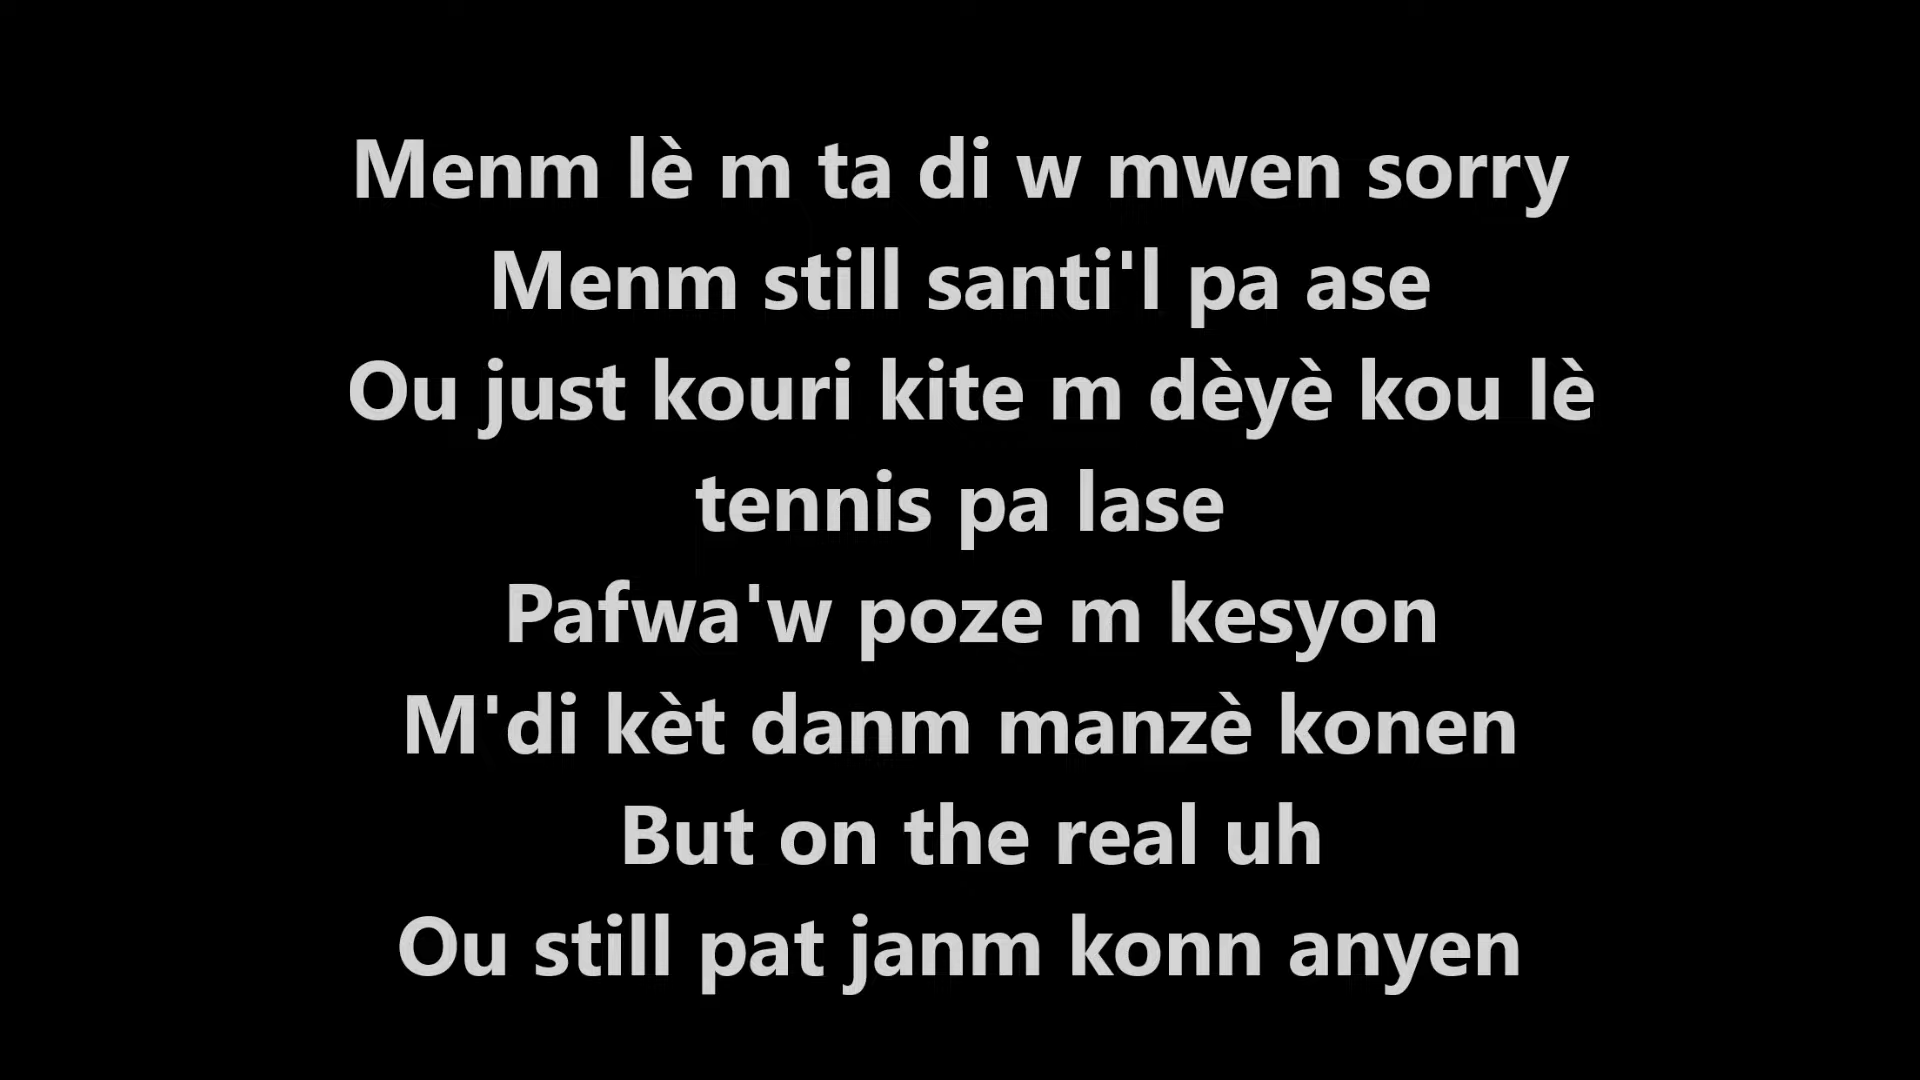 Menm lè m ta di w mwen sorry
Menm still santi'l pa ase
Ou just kouri kite m dèyè kou lè
tennis pa lase
Pafwa'w poze m kesyon
M'di kèt danm manzè konen
But on the real uh
Ou still pat janm konn anyen